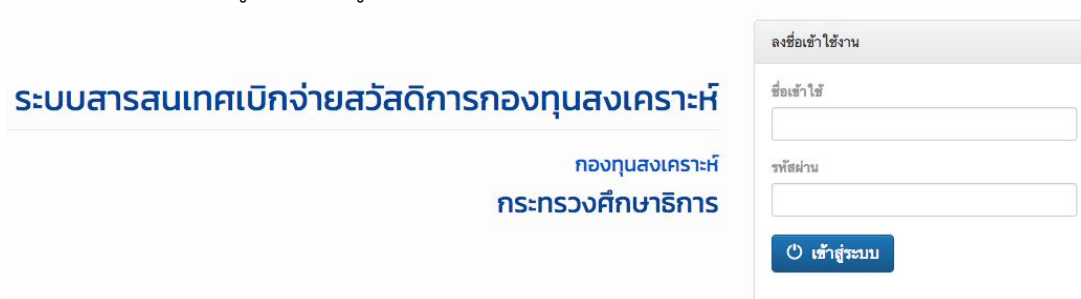 ระบบสารสนเทศเบิกจ่ายสวัสดิการกองทุนสงเคราะห์
กองทุนสงเคราะห์
กระทรวงศึกษาธิการ
ลงชื่อเข้าใช้งาน
ชื่อเข้าใช้
รหัสผ่าน
เข้าสู่ระบบ